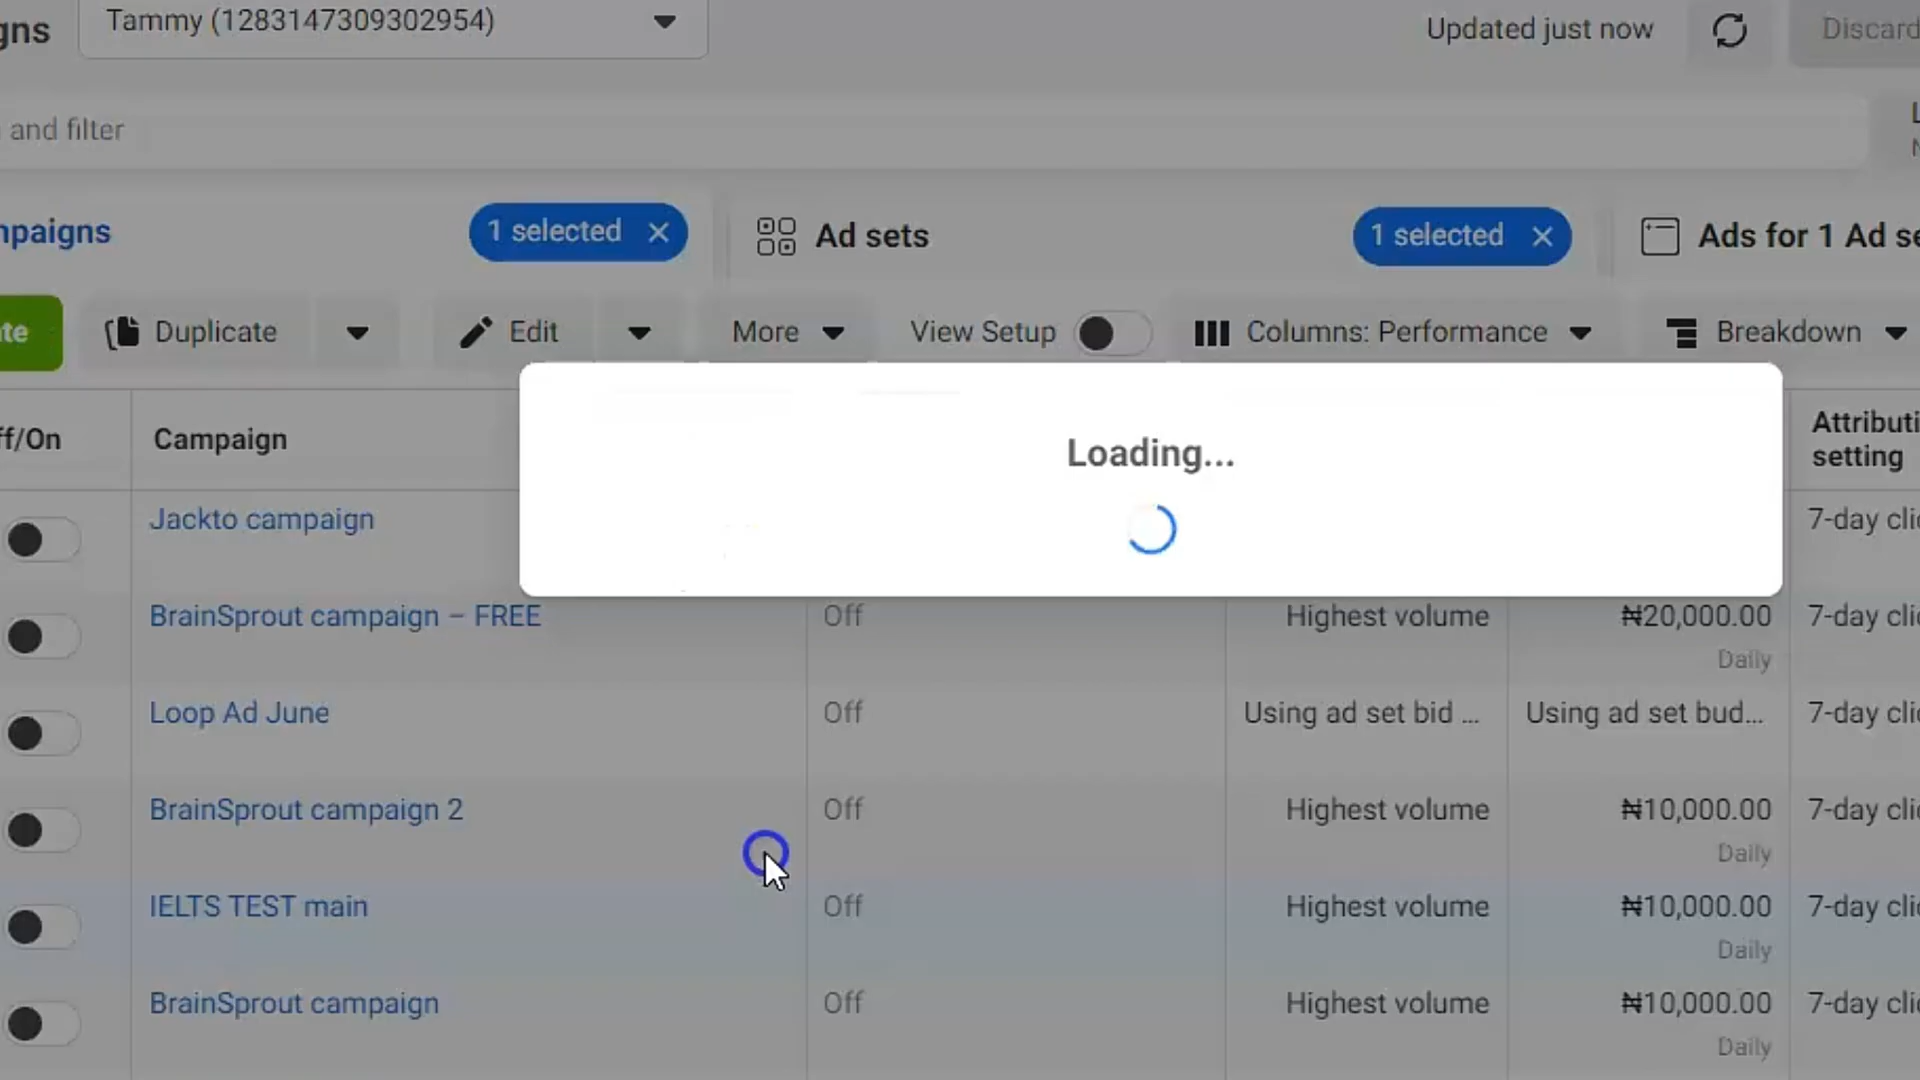 gns
Tammy (1283147309302954)
Updated just now
Discard
and filter
mpaigns
1 selected
Ad sets
1 selected
Ads for 1 Ad se
te
Duplicate
Edit
More
View Setup
Columns: Performance
Breakdown
ff/On
Campaign
Attributi
setting
Loading...
Jackto campaign
7-day clic
BrainSprout campaign – FREE
Off
Highest volume
₦20,000.00
Daily
7-day clic
Loop Ad June
Off
Using ad set bid ...
Using ad set bud...
7-day clic
BrainSprout campaign 2
Off
Highest volume
₦10,000.00
Daily
7-day clic
IELTS TEST main
Off
Highest volume
₦10,000.00
Daily
7-day clic
BrainSprout campaign
Off
Highest volume
₦10,000.00
Daily
7-day clic